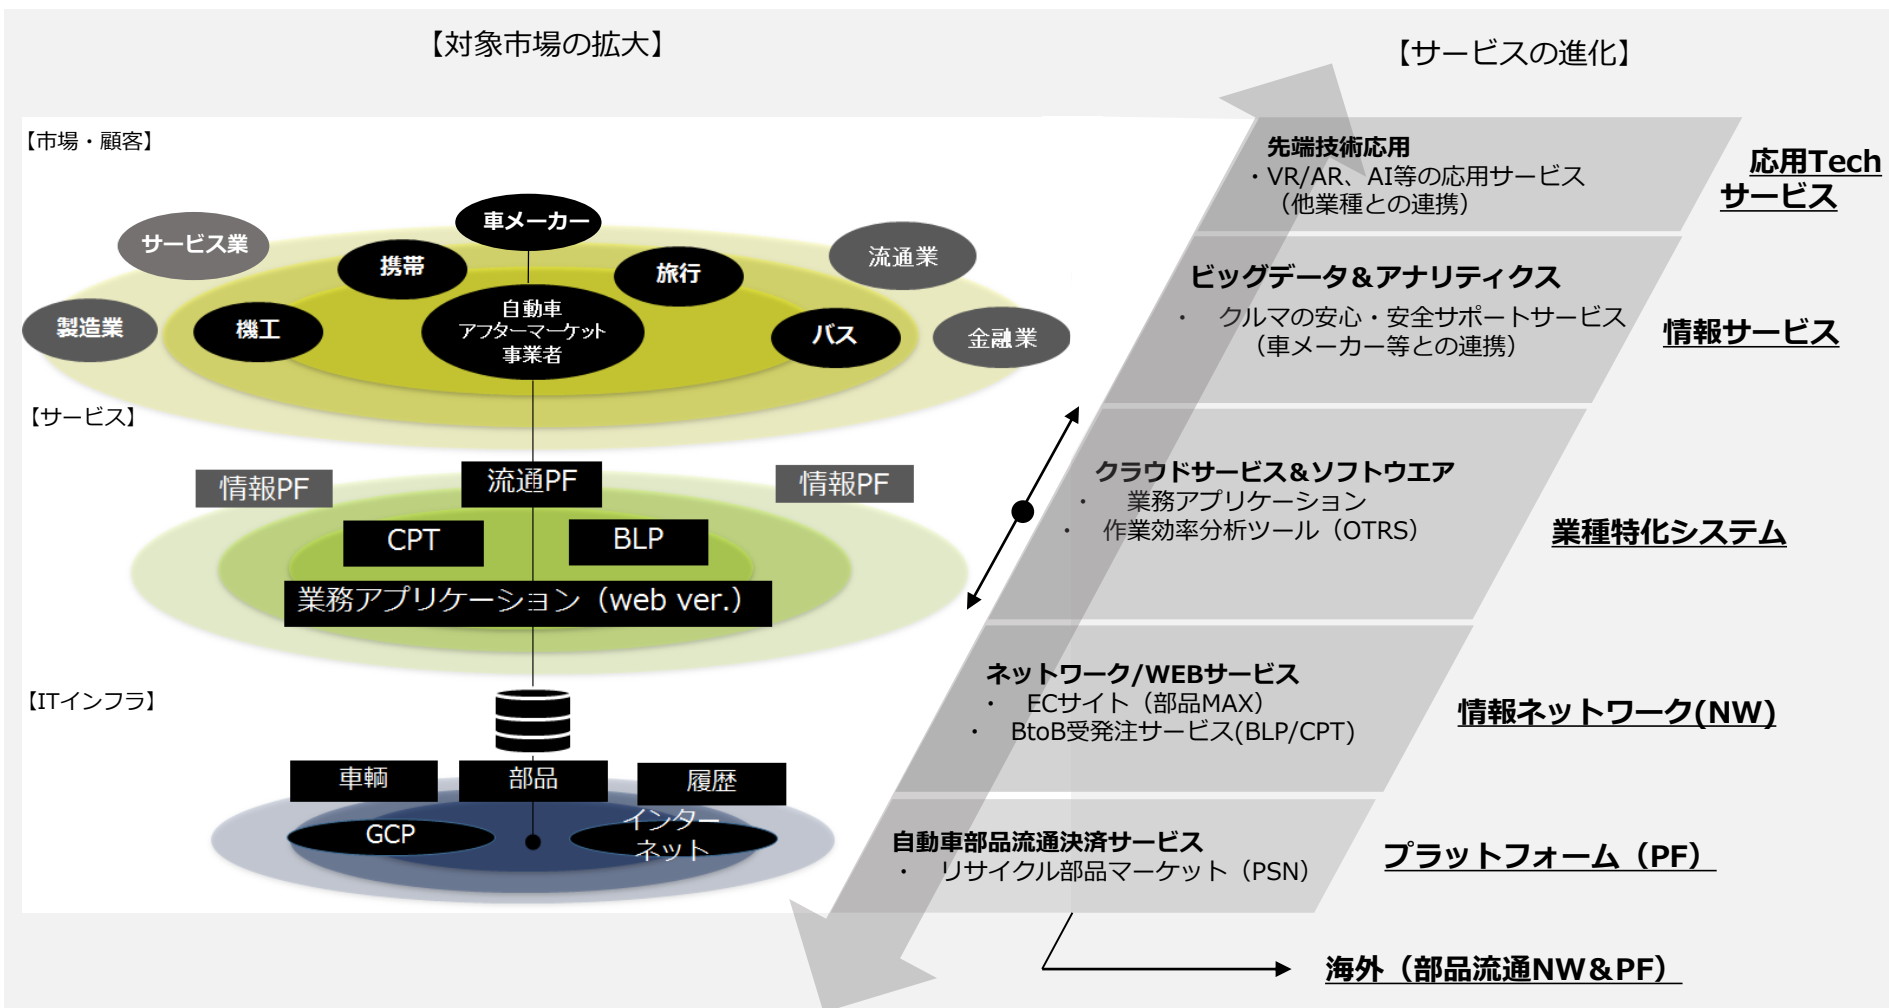 【対象市場の拡大】
【市場・顧客】
車メーカー
サービス業
携帯
旅行
流通業
製造業
機工
自動車
アフターマーケット
事業者
バス
金融業
【サービス】
情報PF
流通PF
情報PF
CPT
BLP
業務アプリケーション（web ver.）
【ITインフラ】
車輌
部品
履歴
GCP
インター
ネット
【サービスの進化】
先端技術応用
・VR/AR、AI等の応用サービス
（他業種との連携）
応用Tech
サービス
ビッグデータ＆アナリティクス
・ クルマの安心・安全サポートサービス
（車メーカー等との連携）
情報サービス
クラウドサービス＆ソフトウエア
・ 業務アプリケーション
・ 作業効率分析ツール（OTRS）
業種特化システム
ネットワーク/WEBサービス
・ ECサイト（部品MAX）
・ BtoB受発注サービス(BLP/CPT)
情報ネットワーク(NW)
自動車部品流通決済サービス
・ リサイクル部品マーケット（PSN）
プラットフォーム（PF）
海外（部品流通NW＆PF）